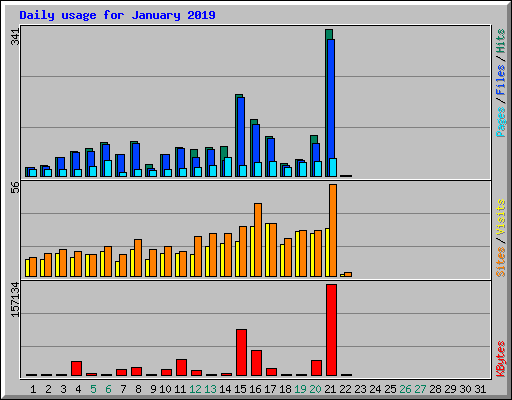 Daily usage for January 2019
341
Pages / Files / Hits
56
Sites / Visits
157134
KBytes
1 2 3 4 5 6 7 8 9 10 11 12 13 14 15 16 17 18 19 20 21 22 23 24 25 26 27 28 29 30 31